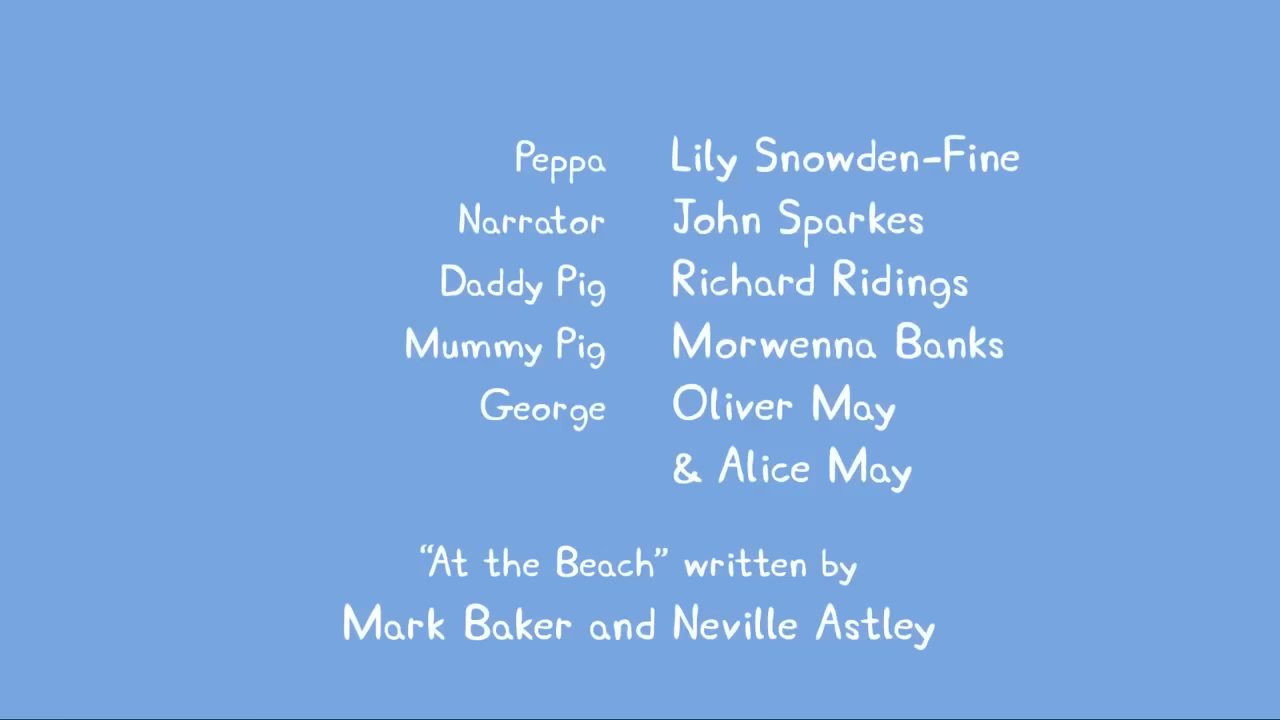 Peppa Lily Snowden-Fine
Narrator John Sparkes
Daddy Pig Richard Ridings
Mummy Pig Morwenna Banks
George Oliver May
& Alice May
“At the Beach” written by
Mark Baker and Neville Astley